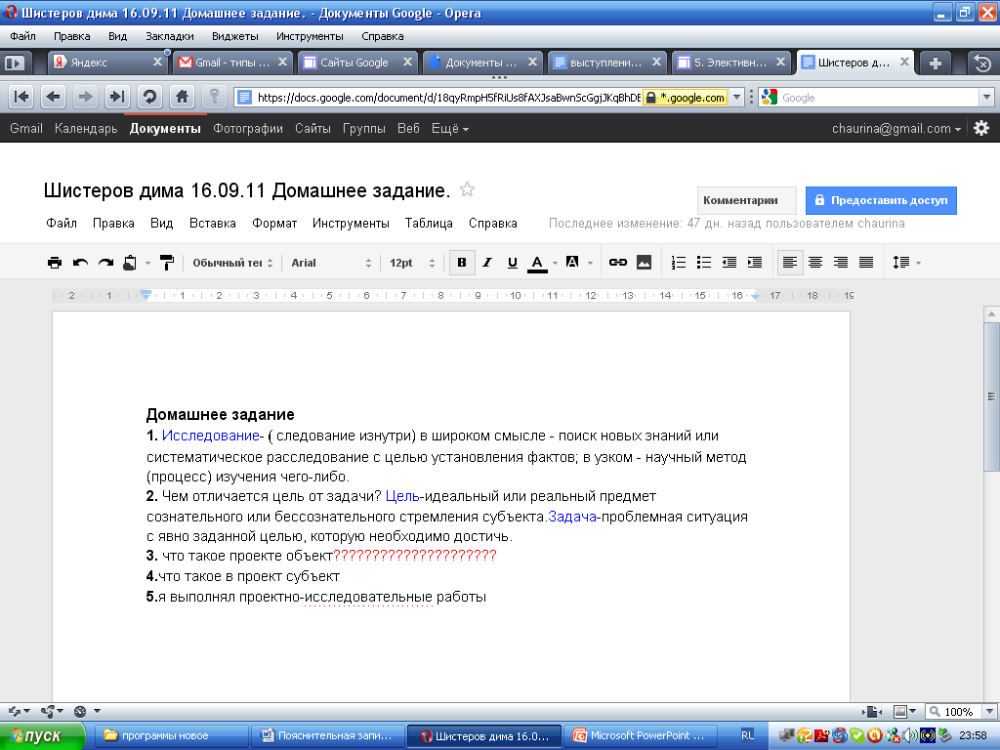 Шистеров дима 16.09.11 Домашнее задание. - Документы Google - Opera
Файл Правка Вид Закладки Виджеты Инструменты Справка
Яндекс Gmail - типы ... Сайты Google Документы ... выступлени... 5. Элективн... Шистеров д...
https://docs.google.com/document/d/18qyRmpH5fRiUs8fAXJsaBwnScGgjJKqBhDE *.google.com Google
Gmail Календарь Документы Фотографии Сайты Группы Веб Ещё chaurina@gmail.com
Шистеров дима 16.09.11 Домашнее задание.
Комментарии Предоставить доступ
Файл Правка Вид Вставка Формат Инструменты Таблица Справка Последнее изменение: 47 дн. назад пользователем chaurina
Обычный тек Arial 12pt B I U A A
2 1 1 2 3 4 5 6 7 8 9 10 11 12 13 14 15 16 17 18 19
Домашнее задание
1. Исследование- ( следование изнутри) в широком смысле - поиск новых знаний или
систематическое расследование с целью установления фактов; в узком - научный метод
(процесс) изучения чего-либо.
2. Чем отличается цель от задачи? Цель-идеальный или реальный предмет
сознательного или бессознательного стремления субъекта.Задача-проблемная ситуация
с явно заданной целью, которую необходимо достичь.
3. что такое проекте объект?????????????????????
4.что такое в проект субъект
5.я выполнял проектно-исследовательные работы
100%
пуск программы новое Пояснительная запи... Шистеров дима 16.0... Microsoft PowerPoint ... RL 23:58